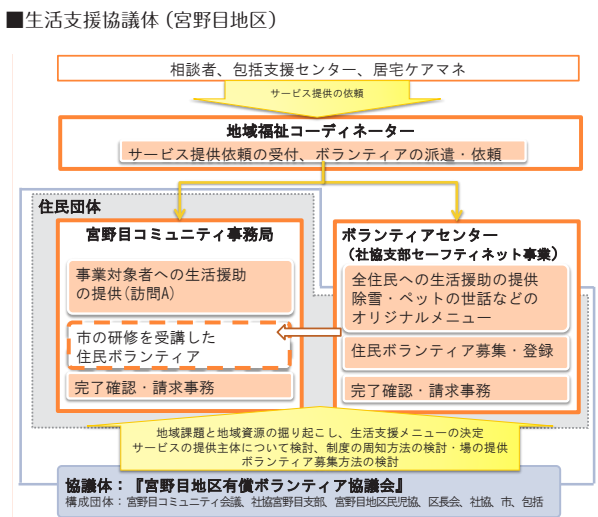 ■生活支援協議体（宮野目地区）
相談者、包括支援センター、居宅ケアマネ
サービス提供の依頼
地域福祉コーディネーター
サービス提供依頼の受付、ボランティアの派遣・依頼
住民団体
宮野目コミュニティ事務局
事業対象者への生活援助
の提供(訪問A)
市の研修を受講した
住民ボランティア
完了確認・請求事務
ボランティアセンター
（社協支部セーフティネット事業）
全住民への生活援助の提供
除雪・ペットの世話などの
オリジナルメニュー
住民ボランティア募集・登録
完了確認・請求事務
地域課題と地域資源の掘り起こし、生活支援メニューの決定
サービスの提供主体について検討、制度の周知方法の検討・場の提供
ボランティア募集方法の検討
協議体：『宮野目地区有償ボランティア協議会』
構成団体：宮野目コミュニティ会議、社協宮野目支部、宮野目地区民児協、区長会、社協、市、包括